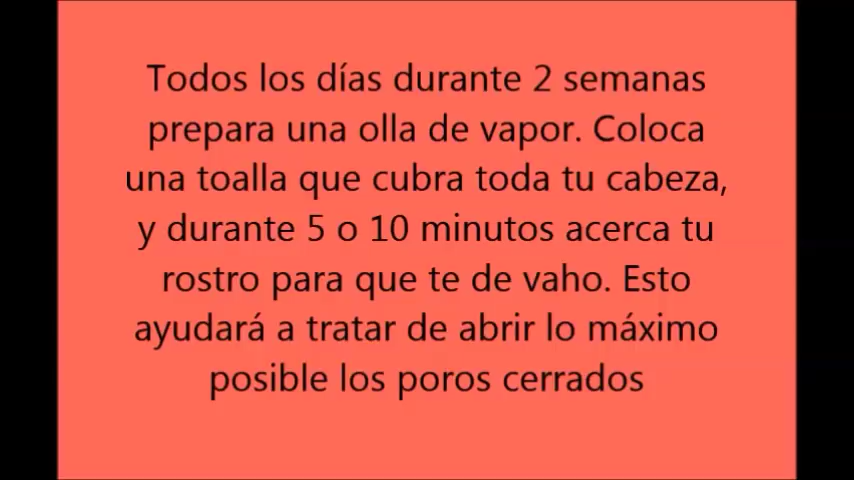 Todos los días durante 2 semanas
prepara una olla de vapor. Coloca
una toalla que cubra toda tu cabeza,
y durante 5 o 10 minutos acerca tu
rostro para que te de vaho. Esto
ayudará a tratar de abrir lo máximo
posible los poros cerrados